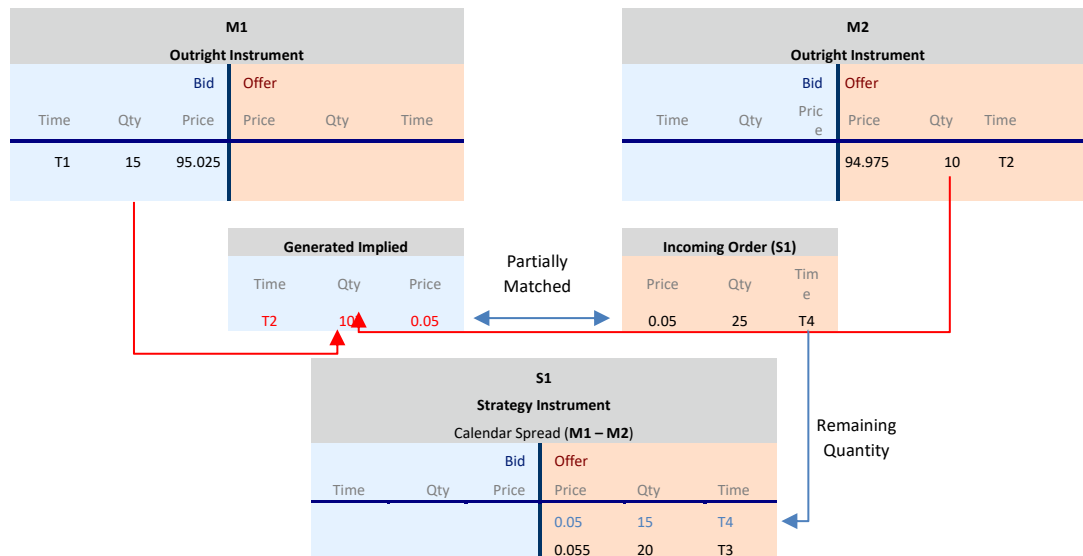 M1
Outright Instrument
Bid Offer
Time Qty Price Price Qty Time
T1 15 95.025
M2
Outright Instrument
Bid Offer
Time Qty Pric
e Price Qty Time
94.975 10 T2
Generated Implied
Time Qty Price
T2 10 0.05
Partially
Matched
Incoming Order (S1)
Price Qty Tim
e
0.05 25 T4
S1
Strategy Instrument
Calendar Spread (M1 – M2)
Bid Offer
Time Qty Price Price Qty Time
0.05 15 T4
0.055 20 T3
Remaining
Quantity